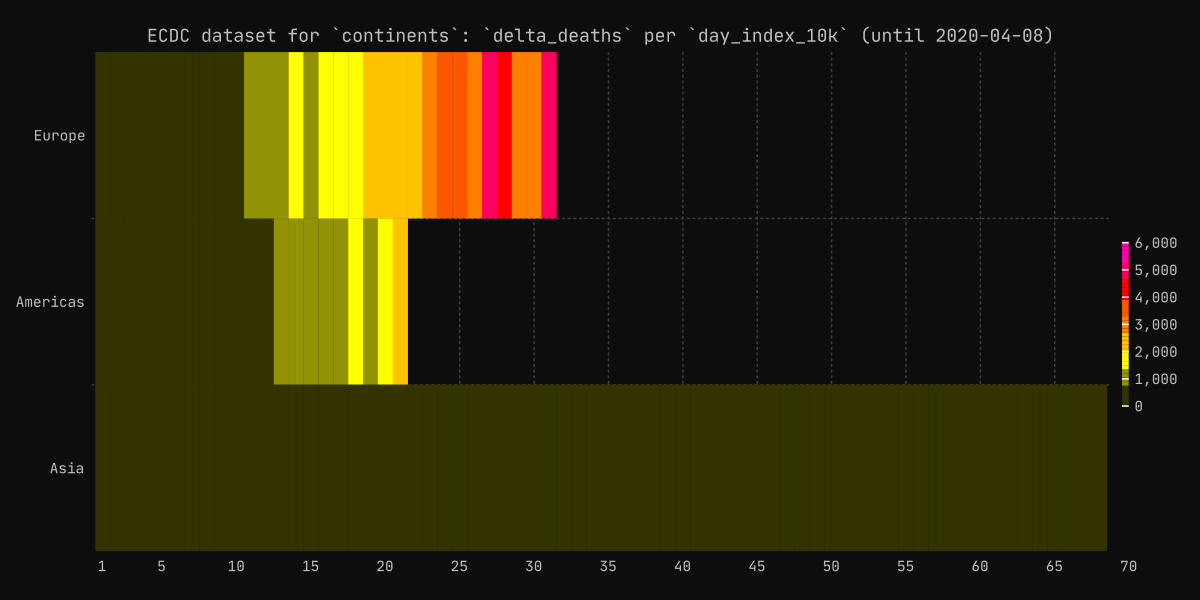 ECDC dataset for `continents`: `delta_deaths` per `day_index_10k` (until 2020-04-08)
Europe
Americas
Asia
6,000
5,000
4,000
3,000
2,000
1,000
0
1 5 10 15 20 25 30 35 40 45 50 55 60 65 70